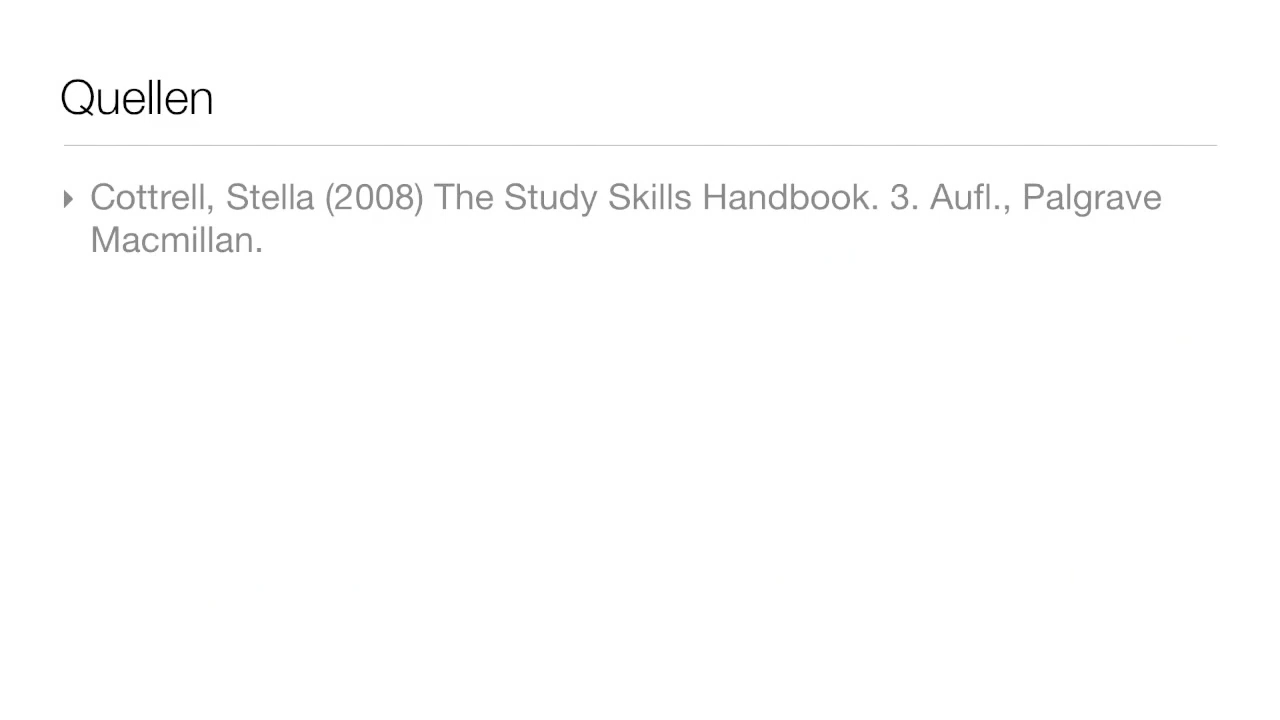 Quellen
Cottrell, Stella (2008) The Study Skills Handbook. 3. Aufl., Palgrave
Macmillan.